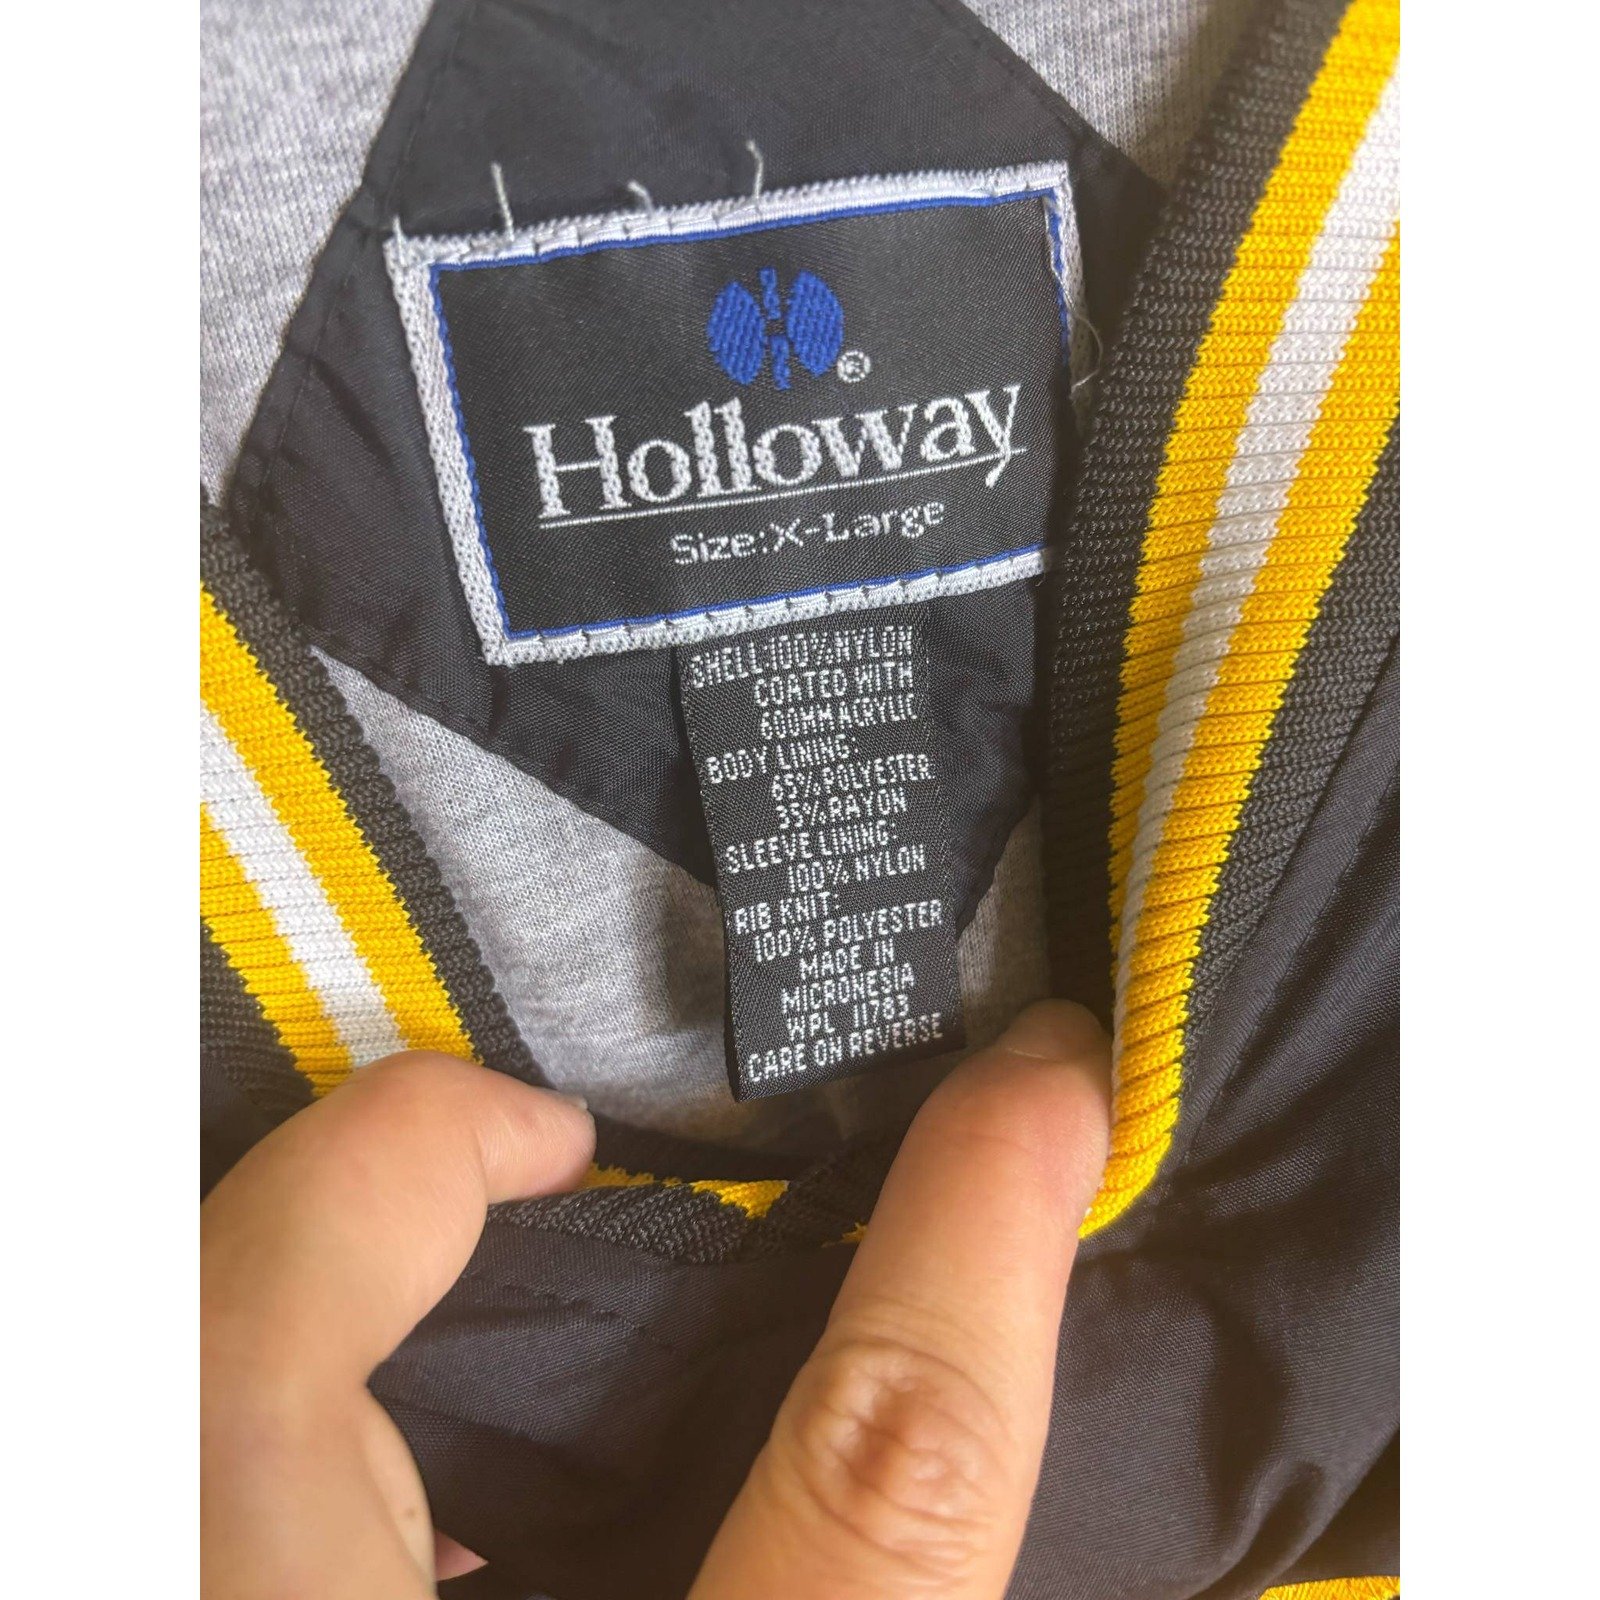 ®
Holloway
Size:X-Large
SHELL 100% NYLON
COATED WITH
600MM ACRYLIC
BODY LINING:
65% POLYESTER
35% RAYON
SLEEVE LINING:
100% NYLON
RIB KNIT:
100% POLYESTER
MADE IN
MICRONESIA
WPL 11783
CARE ON REVERSE